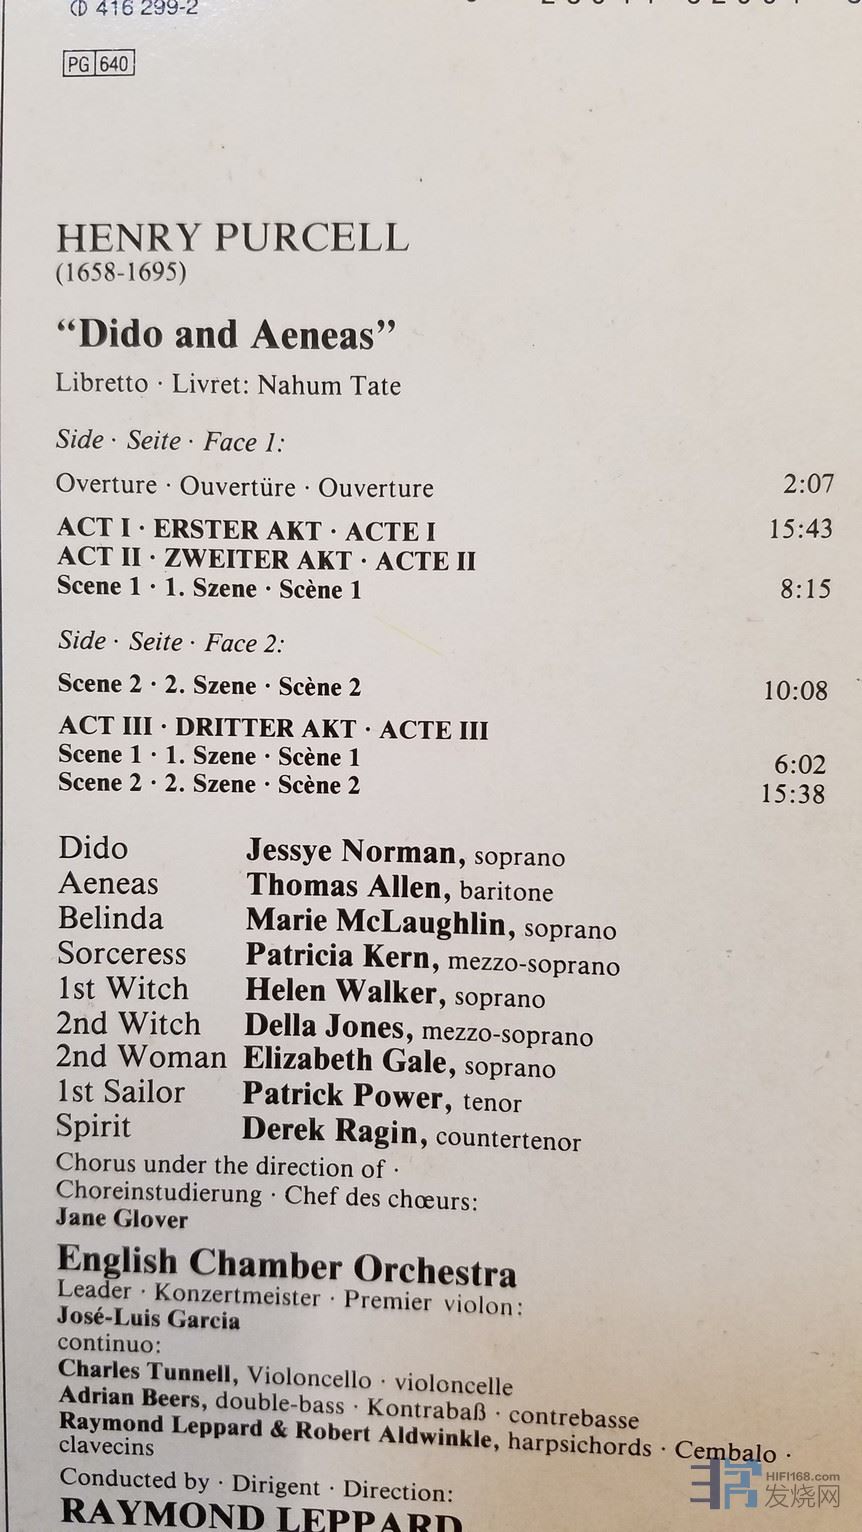 416 299-2
PG 640
HENRY PURCELL
(1658-1695)
“Dido and Aeneas”
Libretto · Livret: Nahum Tate
Side · Seite · Face 1:
Overture · Ouvertüre · Ouverture 2:07
ACT I · ERSTER AKT · ACTE I 15:43
ACT II · ZWEITER AKT · ACTE II
Scene 1 · 1. Szene · Scène 1 8:15
Side · Seite · Face 2:
Scene 2 · 2. Szene · Scène 2 10:08
ACT III · DRITTER AKT · ACTE III
Scene 1 · 1. Szene · Scène 1 6:02
Scene 2 · 2. Szene · Scène 2 15:38
Dido Jessye Norman, soprano
Aeneas Thomas Allen, baritone
Belinda Marie McLaughlin, soprano
Sorceress Patricia Kern, mezzo-soprano
1st Witch Helen Walker, soprano
2nd Witch Della Jones, mezzo-soprano
2nd Woman Elizabeth Gale, soprano
1st Sailor Patrick Power, tenor
Spirit Derek Ragin, countertenor
Chorus under the direction of ·
Choreinstudierung · Chef des chœurs:
Jane Glover
English Chamber Orchestra
Leader · Konzertmeister · Premier violon:
José-Luis Garcia
continuo:
Charles Tunnell, Violoncello · violoncelle
Adrian Beers, double-bass · Kontrabaß · contrebasse
Raymond Leppard & Robert Aldwinkle, harpsichords · Cembalo ·
clavecins
Conducted by · Dirigent · Direction:
RAYMOND LEPPARD
HIFI168.com
发烧网